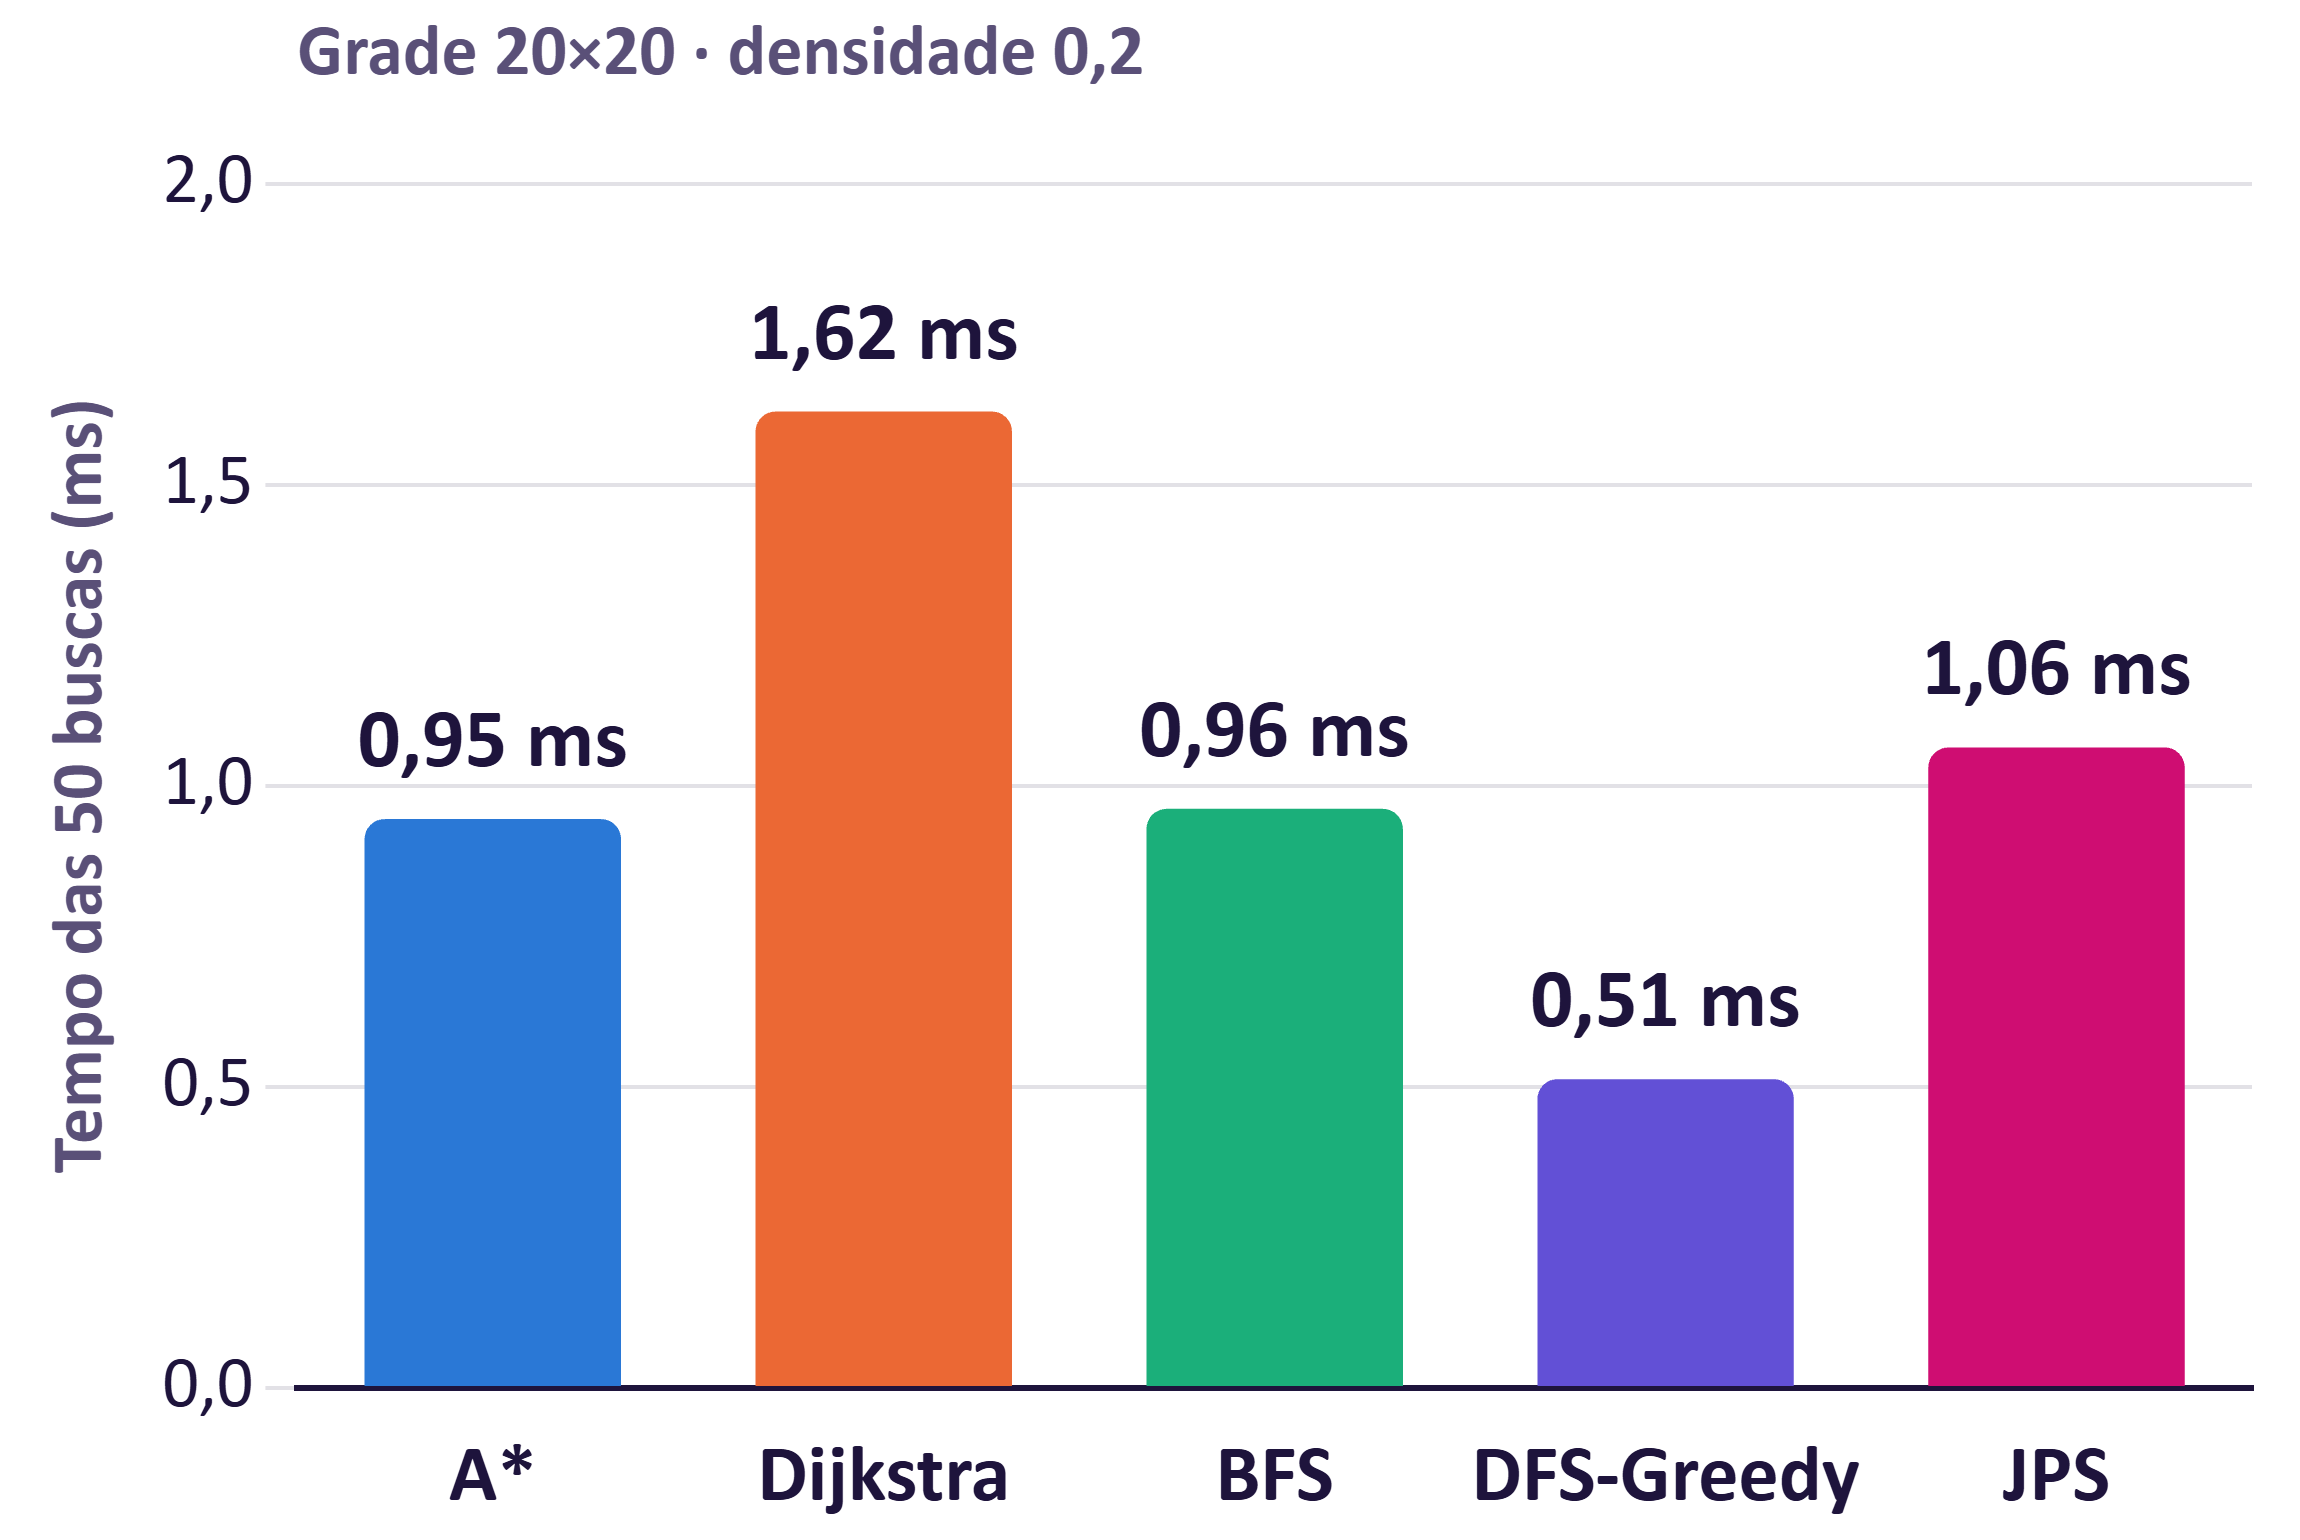 Grade 20×20 · densidade 0,2
Tempo das 50 buscas (ms)
2,0
1,5
1,0
0,5
0,0
0,95 ms
1,62 ms
0,96 ms
0,51 ms
1,06 ms
A*
Dijkstra
BFS
DFS-Greedy
JPS